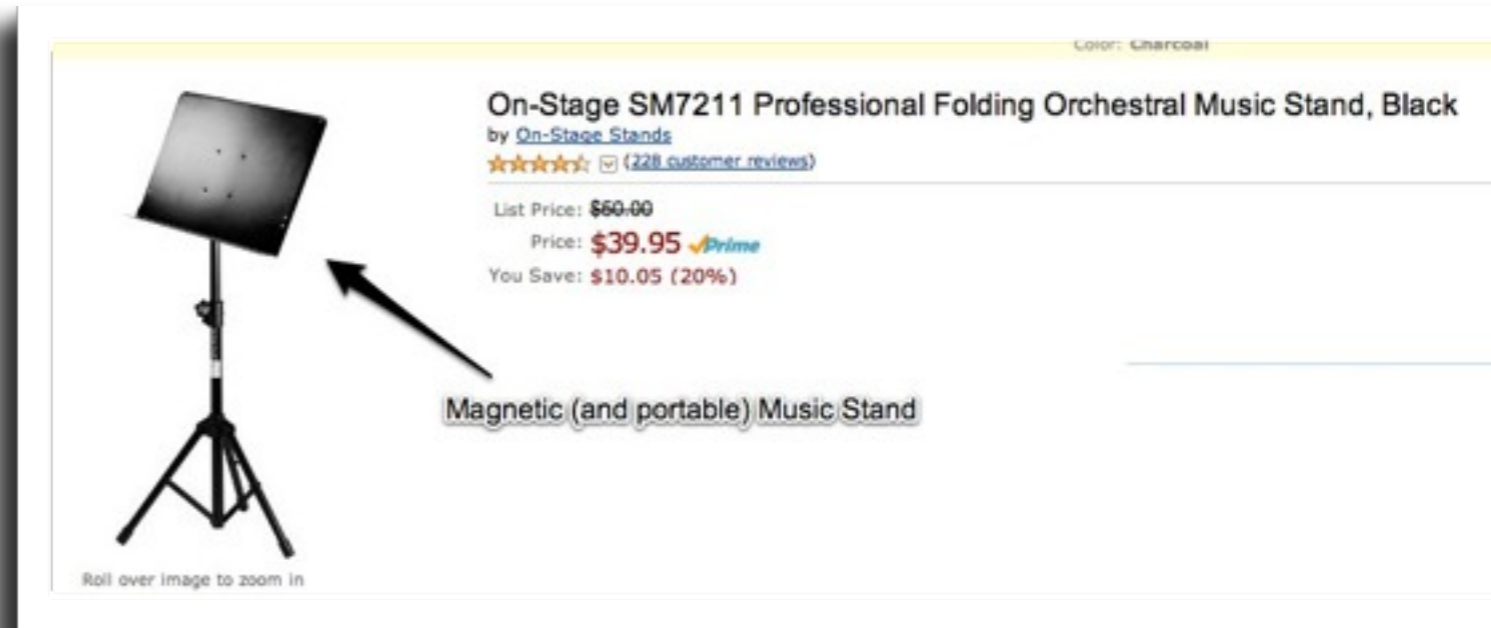 Color: Charcoal
On-Stage SM7211 Professional Folding Orchestral Music Stand, Black
by On-Stage Stands
(228 customer reviews)
List Price: $50.00
Price: $39.95 Prime
You Save: $10.05 (20%)
Magnetic (and portable) Music Stand
Roll over image to zoom in